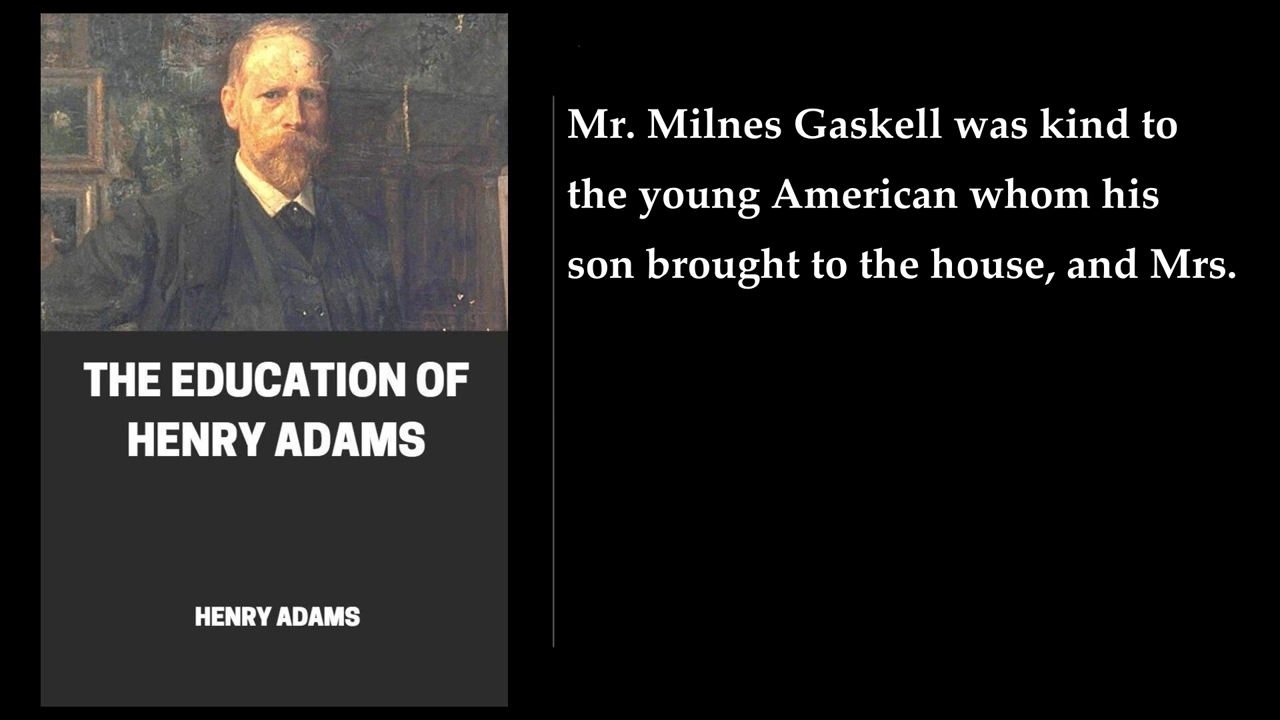 THE EDUCATION OF
HENRY ADAMS
HENRY ADAMS
Mr. Milnes Gaskell was kind to
the young American whom his
son brought to the house, and Mrs.